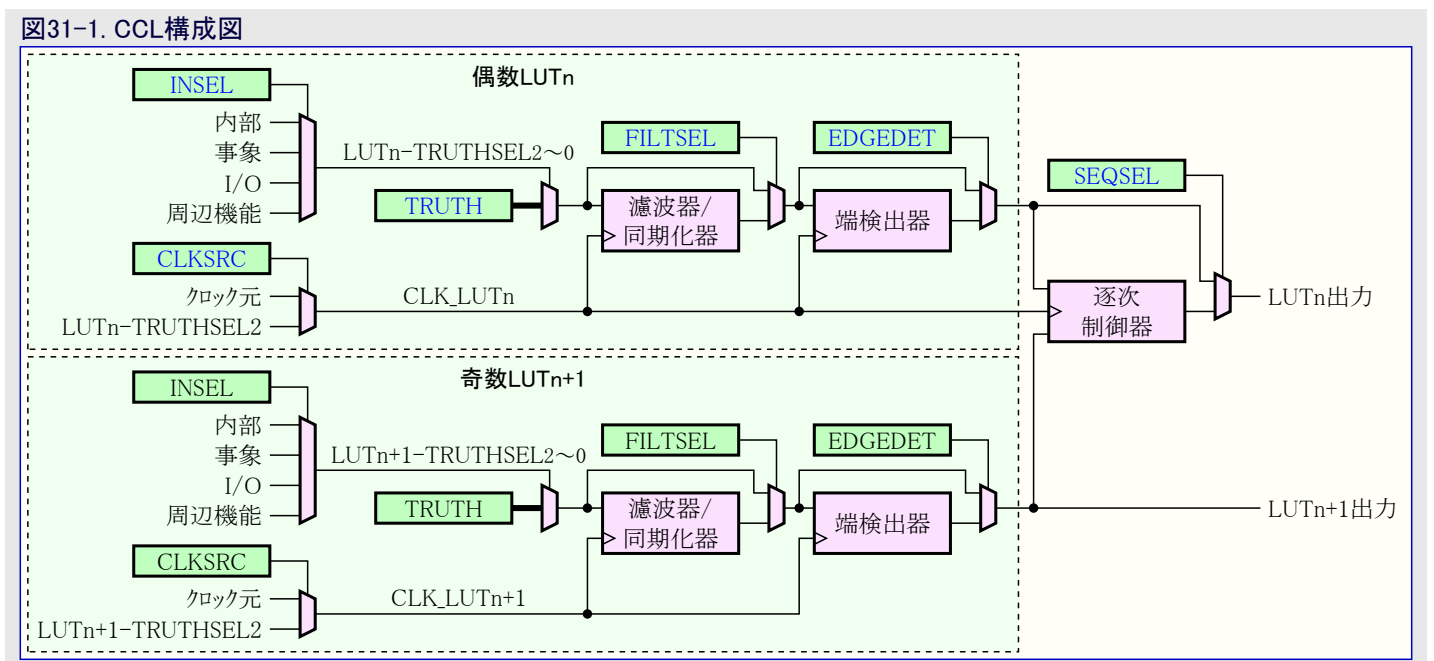 図31-1. CCL構成図
偶数LUTn
INSEL
内部
事象
I/O
周辺機能
LUTn-TRUTHSEL2～0
TRUTH
FILTSEL
濾波器/
同期化器
EDGEDET
端検出器
SEQSEL
CLKSRC
クロック元
LUTn-TRUTHSEL2
CLK_LUTn
逐次
制御器
LUTn出力
奇数LUTn+1
INSEL
内部
事象
I/O
周辺機能
LUTn+1-TRUTHSEL2～0
TRUTH
FILTSEL
濾波器/
同期化器
EDGEDET
端検出器
LUTn+1出力
CLKSRC
クロック元
LUTn+1-TRUTHSEL2
CLK_LUTn+1